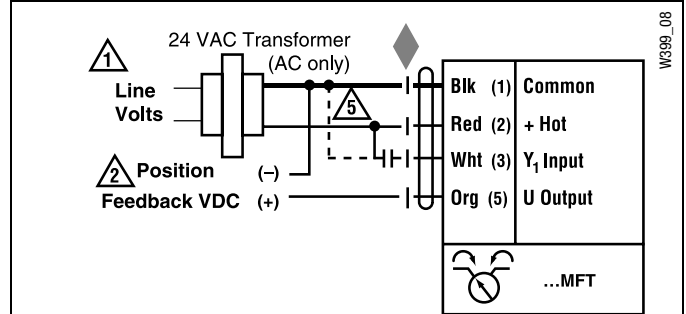 W399_08
24 VAC Transformer
(AC only)
1
Line
Volts
5
2 Position (–)
Feedback VDC (+)
Blk (1) Common
Red (2) + Hot
Wht (3) Y1 Input
Org (5) U Output
...MFT